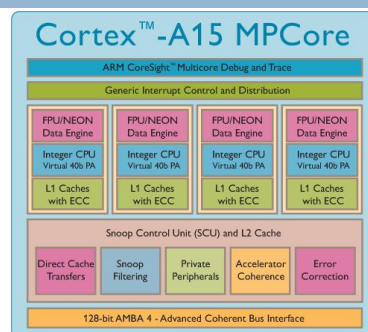 Cortex™-A15 MPCore
ARM CoreSight™ Multicore Debug and Trace
Generic Interrupt Control and Distribution
FPU/NEON
Data Engine
Integer CPU
Virtual 40b PA
L1 Caches
with ECC
FPU/NEON
Data Engine
Integer CPU
Virtual 40b PA
L1 Caches
with ECC
FPU/NEON
Data Engine
Integer CPU
Virtual 40b PA
L1 Caches
with ECC
FPU/NEON
Data Engine
Integer CPU
Virtual 40b PA
L1 Caches
with ECC
Snoop Control Unit (SCU) and L2 Cache
Direct Cache
Transfers
Snoop
Filtering
Private
Peripherals
Accelerator
Coherence
Error
Correction
128-bit AMBA 4 - Advanced Coherent Bus Interface